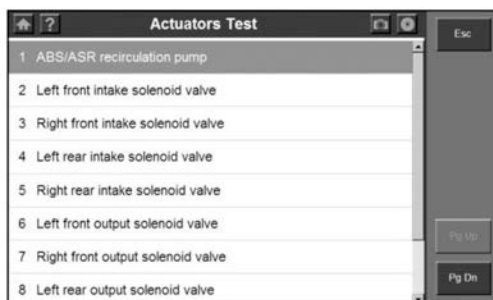 ? Actuators Test
Esc
1 ABS/ASR recirculation pump
2 Left front intake solenoid valve
3 Right front intake solenoid valve
4 Left rear intake solenoid valve
5 Right rear intake solenoid valve
6 Left front output solenoid valve
7 Right front output solenoid valve
8 Left rear output solenoid valve
Pg Up
Pg Dn